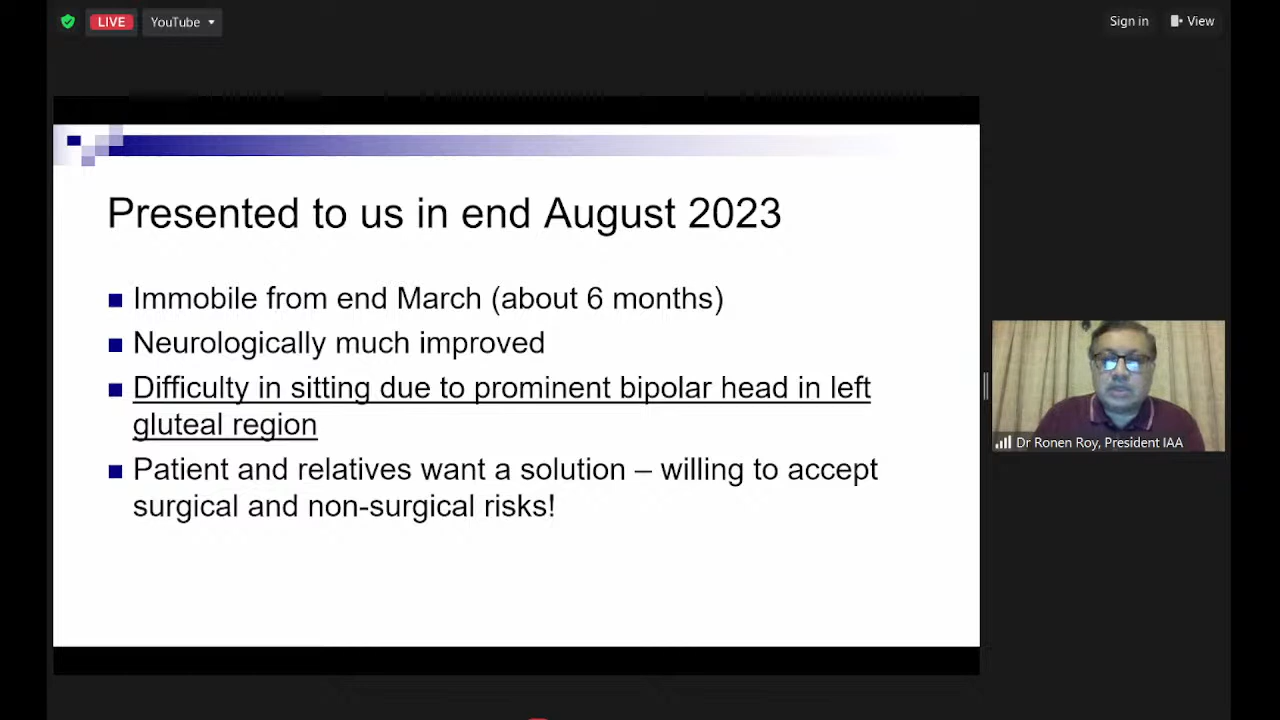 LIVE
YouTube
Sign in
View
Presented to us in end August 2023
Immobile from end March (about 6 months)
Neurologically much improved
Difficulty in sitting due to prominent bipolar head in left
gluteal region
Patient and relatives want a solution – willing to accept
surgical and non-surgical risks!
Dr Ronen Roy, President IAA